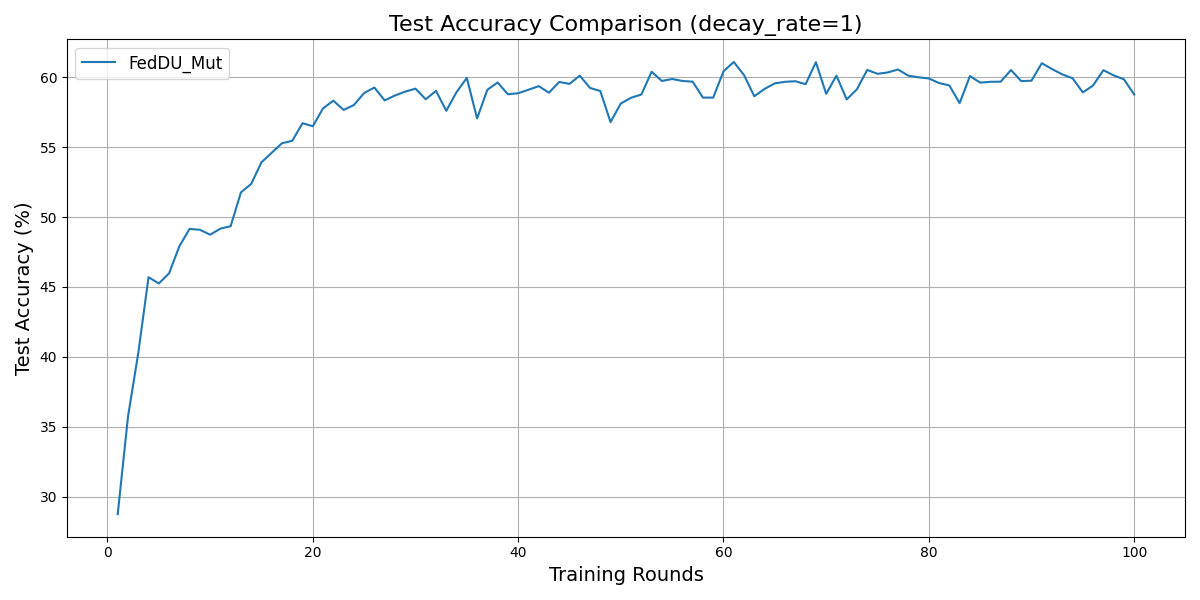 Test Accuracy Comparison (decay_rate=1)
FedDU_Mut
Test Accuracy (%)
60
55
50
45
40
35
30
0 20 40 60 80 100
Training Rounds